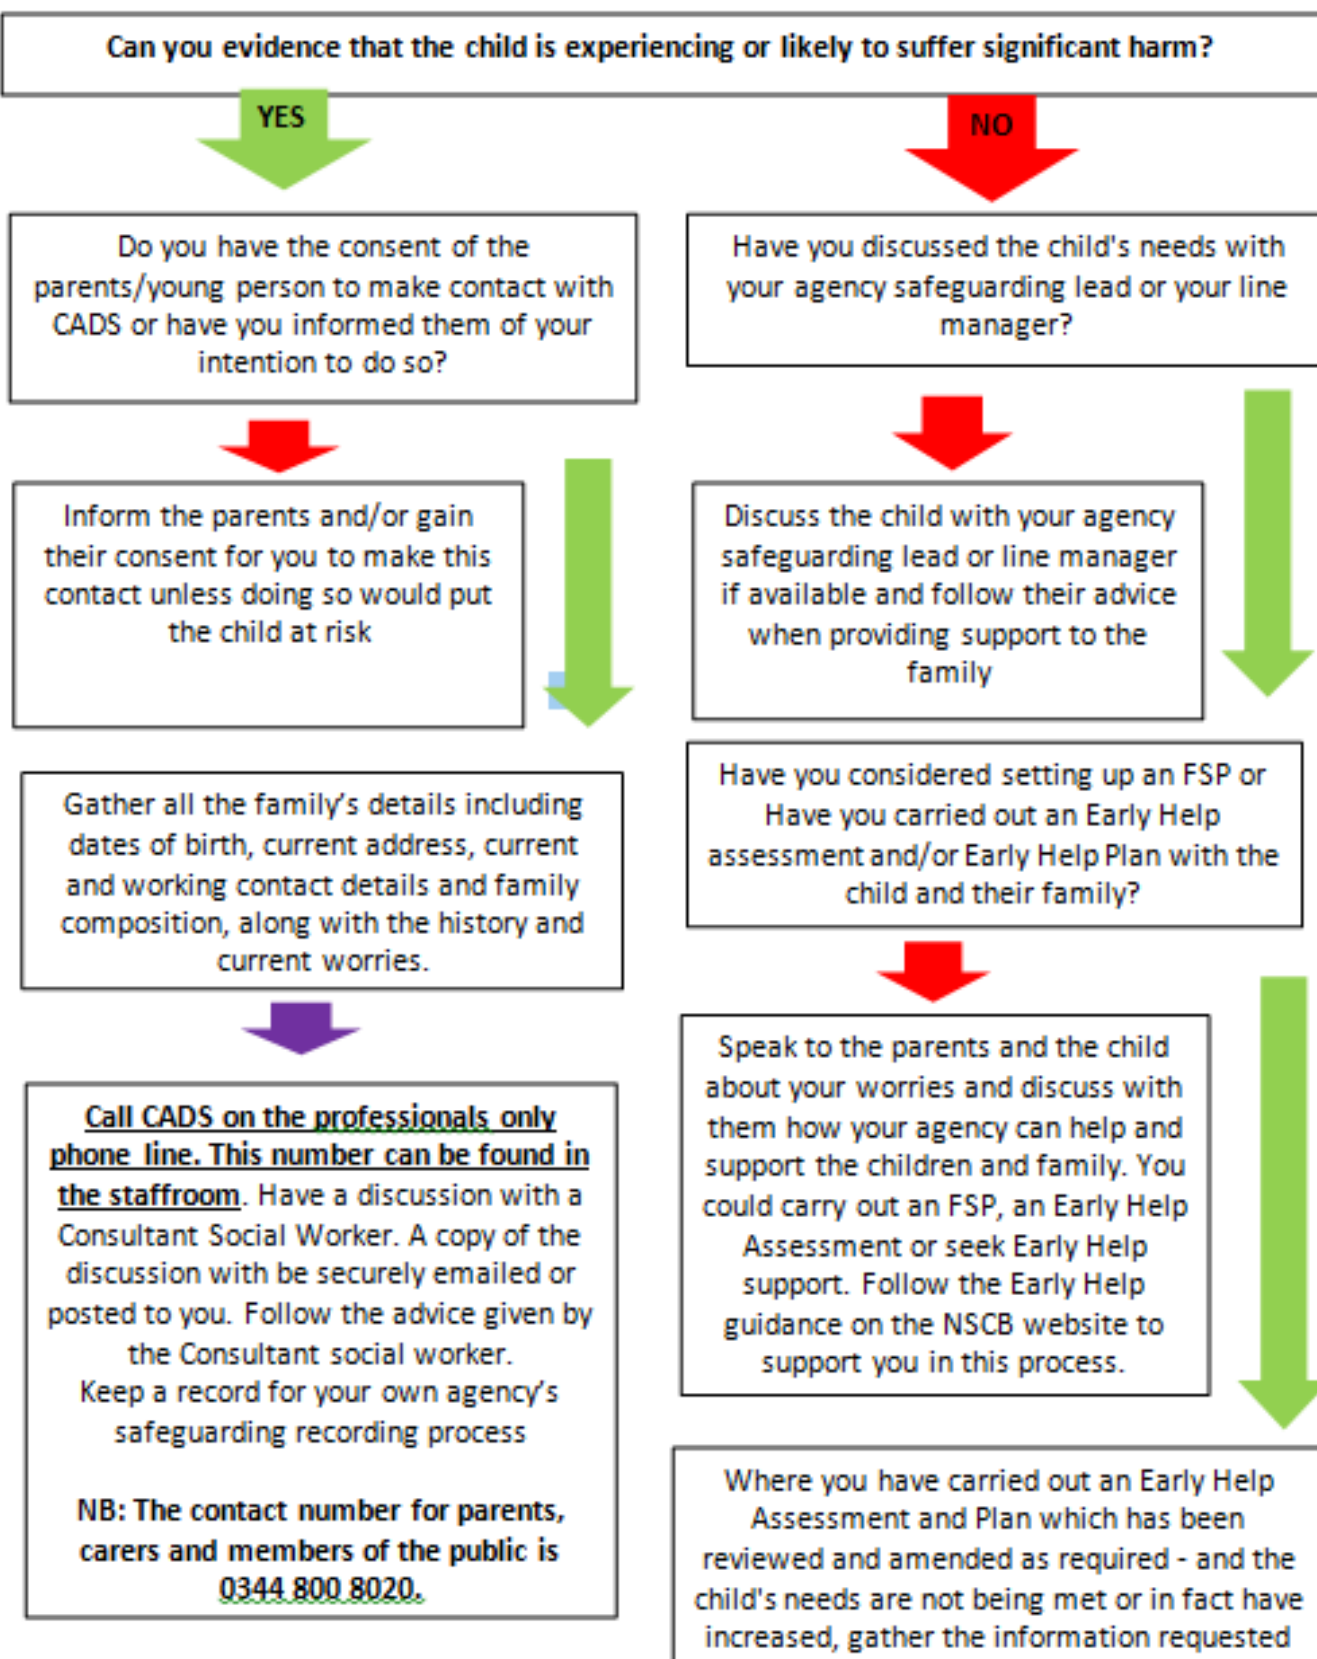 Can you evidence that the child is experiencing or likely to suffer significant harm?
YES
NO
Do you have the consent of the
parents/young person to make contact with
CADS or have you informed them of your
intention to do so?
Have you discussed the child's needs with
your agency safeguarding lead or your line
manager?
Inform the parents and/or gain
their consent for you to make this
contact unless doing so would put
the child at risk
Discuss the child with your agency
safeguarding lead or line manager
if available and follow their advice
when providing support to the
family
Gather all the family's details including
dates of birth, current address, current
and working contact details and family
composition, along with the history and
current worries.
Have you considered setting up an FSP or
Have you carried out an Early Help
assessment and/or Early Help Plan with the
child and their family?
Call CADS on the professionals only
phone line. This number can be found in
the staffroom. Have a discussion with a
Consultant Social Worker. A copy of the
discussion with be securely emailed or
posted to you. Follow the advice given by
the Consultant social worker.
Keep a record for your own agency's
safeguarding recording process
NB: The contact number for parents,
carers and members of the public is
0344 800 8020.
Speak to the parents and the child
about your worries and discuss with
them how your agency can help and
support the children and family. You
could carry out an FSP, an Early Help
Assessment or seek Early Help
support. Follow the Early Help
guidance on the NSCB website to
support you in this process.
Where you have carried out an Early Help
Assessment and Plan which has been
reviewed and amended as required - and the
child's needs are not being met or in fact have
increased, gather the information requested